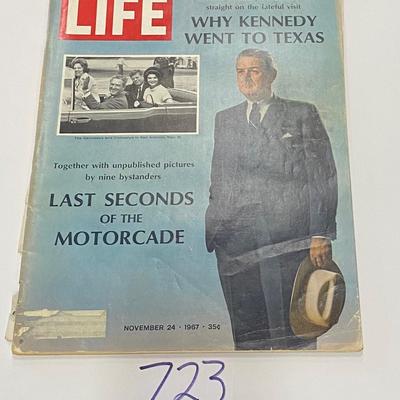 LIFE
straight on the fateful visit
WHY KENNEDY
WENT TO TEXAS
Together with unpublished pictures
by nine bystanders
LAST SECONDS
OF THE
MOTORCADE
NOVEMBER 24 · 1967 · 35¢
723